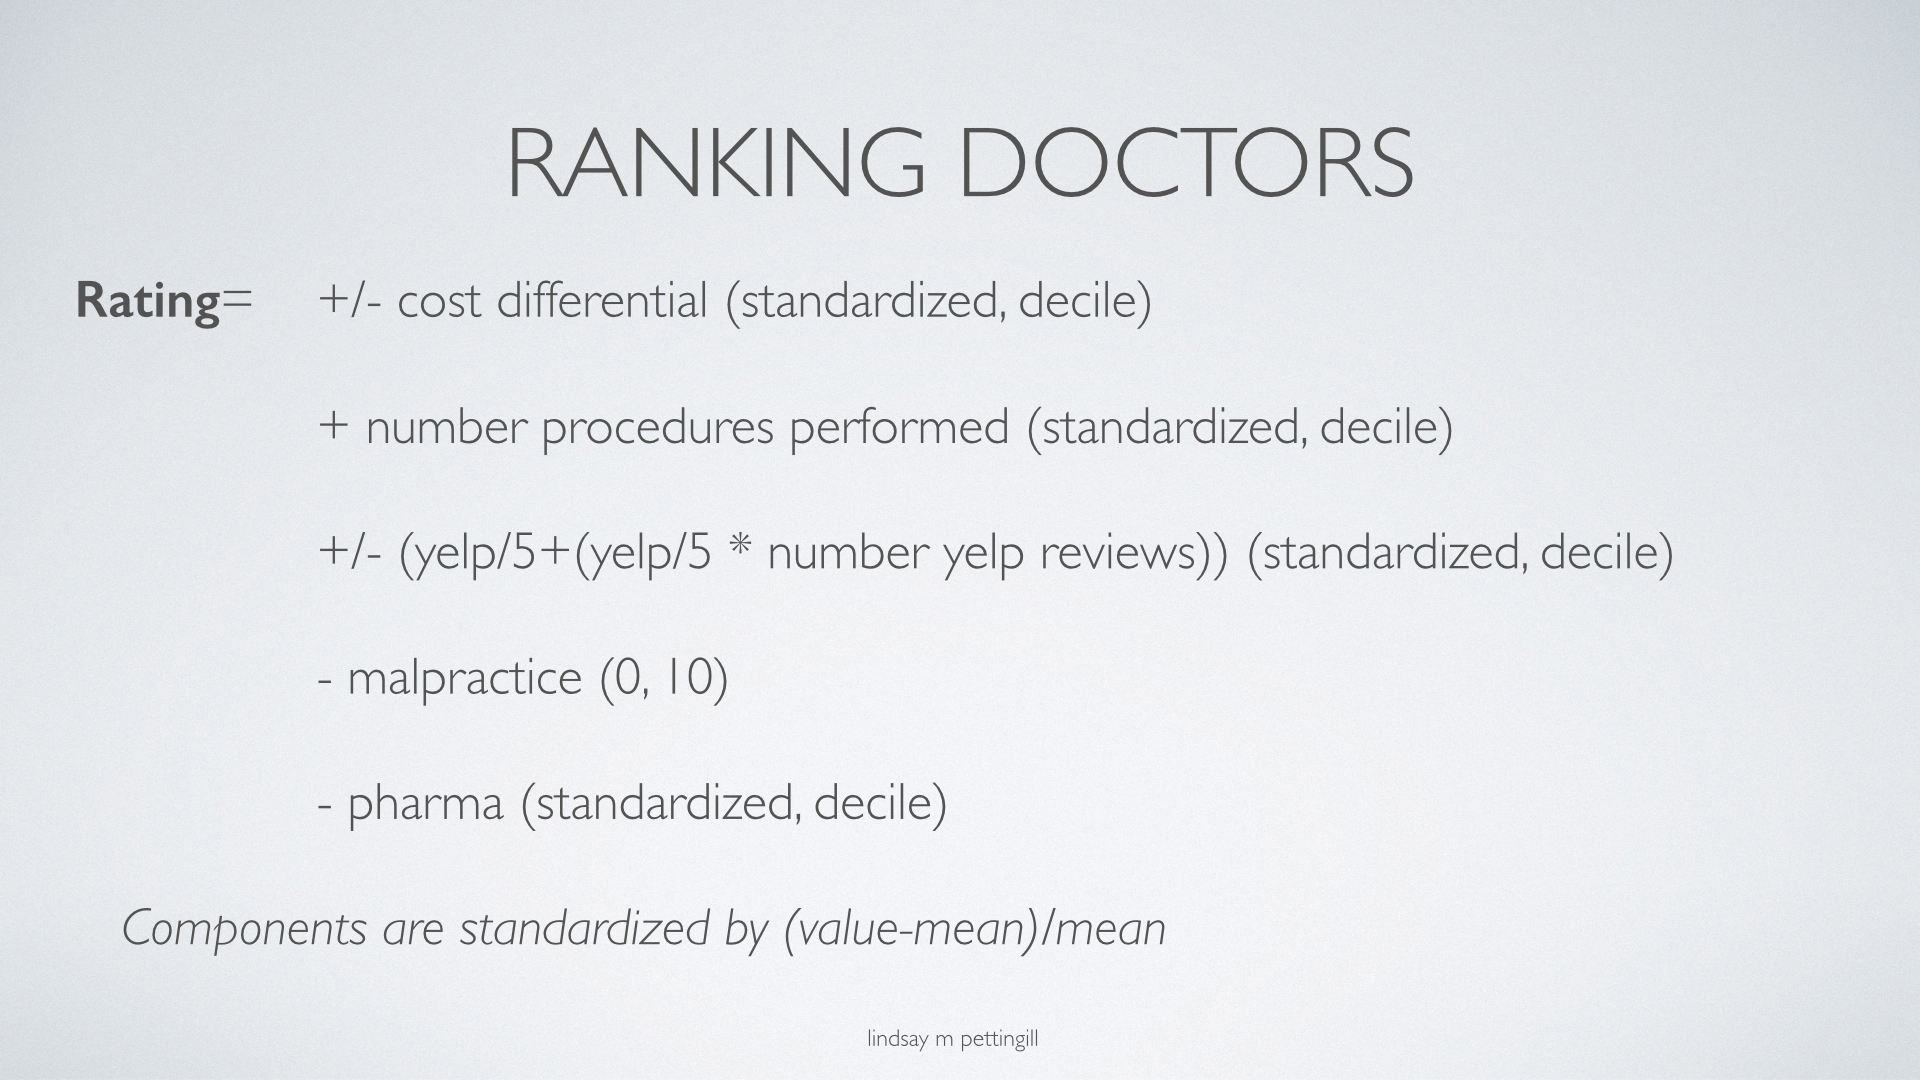 RANKING DOCTORS
Rating= +/- cost differential (standardized, decile)
+ number procedures performed (standardized, decile)
+/- (yelp/5+(yelp/5 * number yelp reviews)) (standardized, decile)
- malpractice (0, 10)
- pharma (standardized, decile)
Components are standardized by (value-mean)/mean
lindsay m pettingill